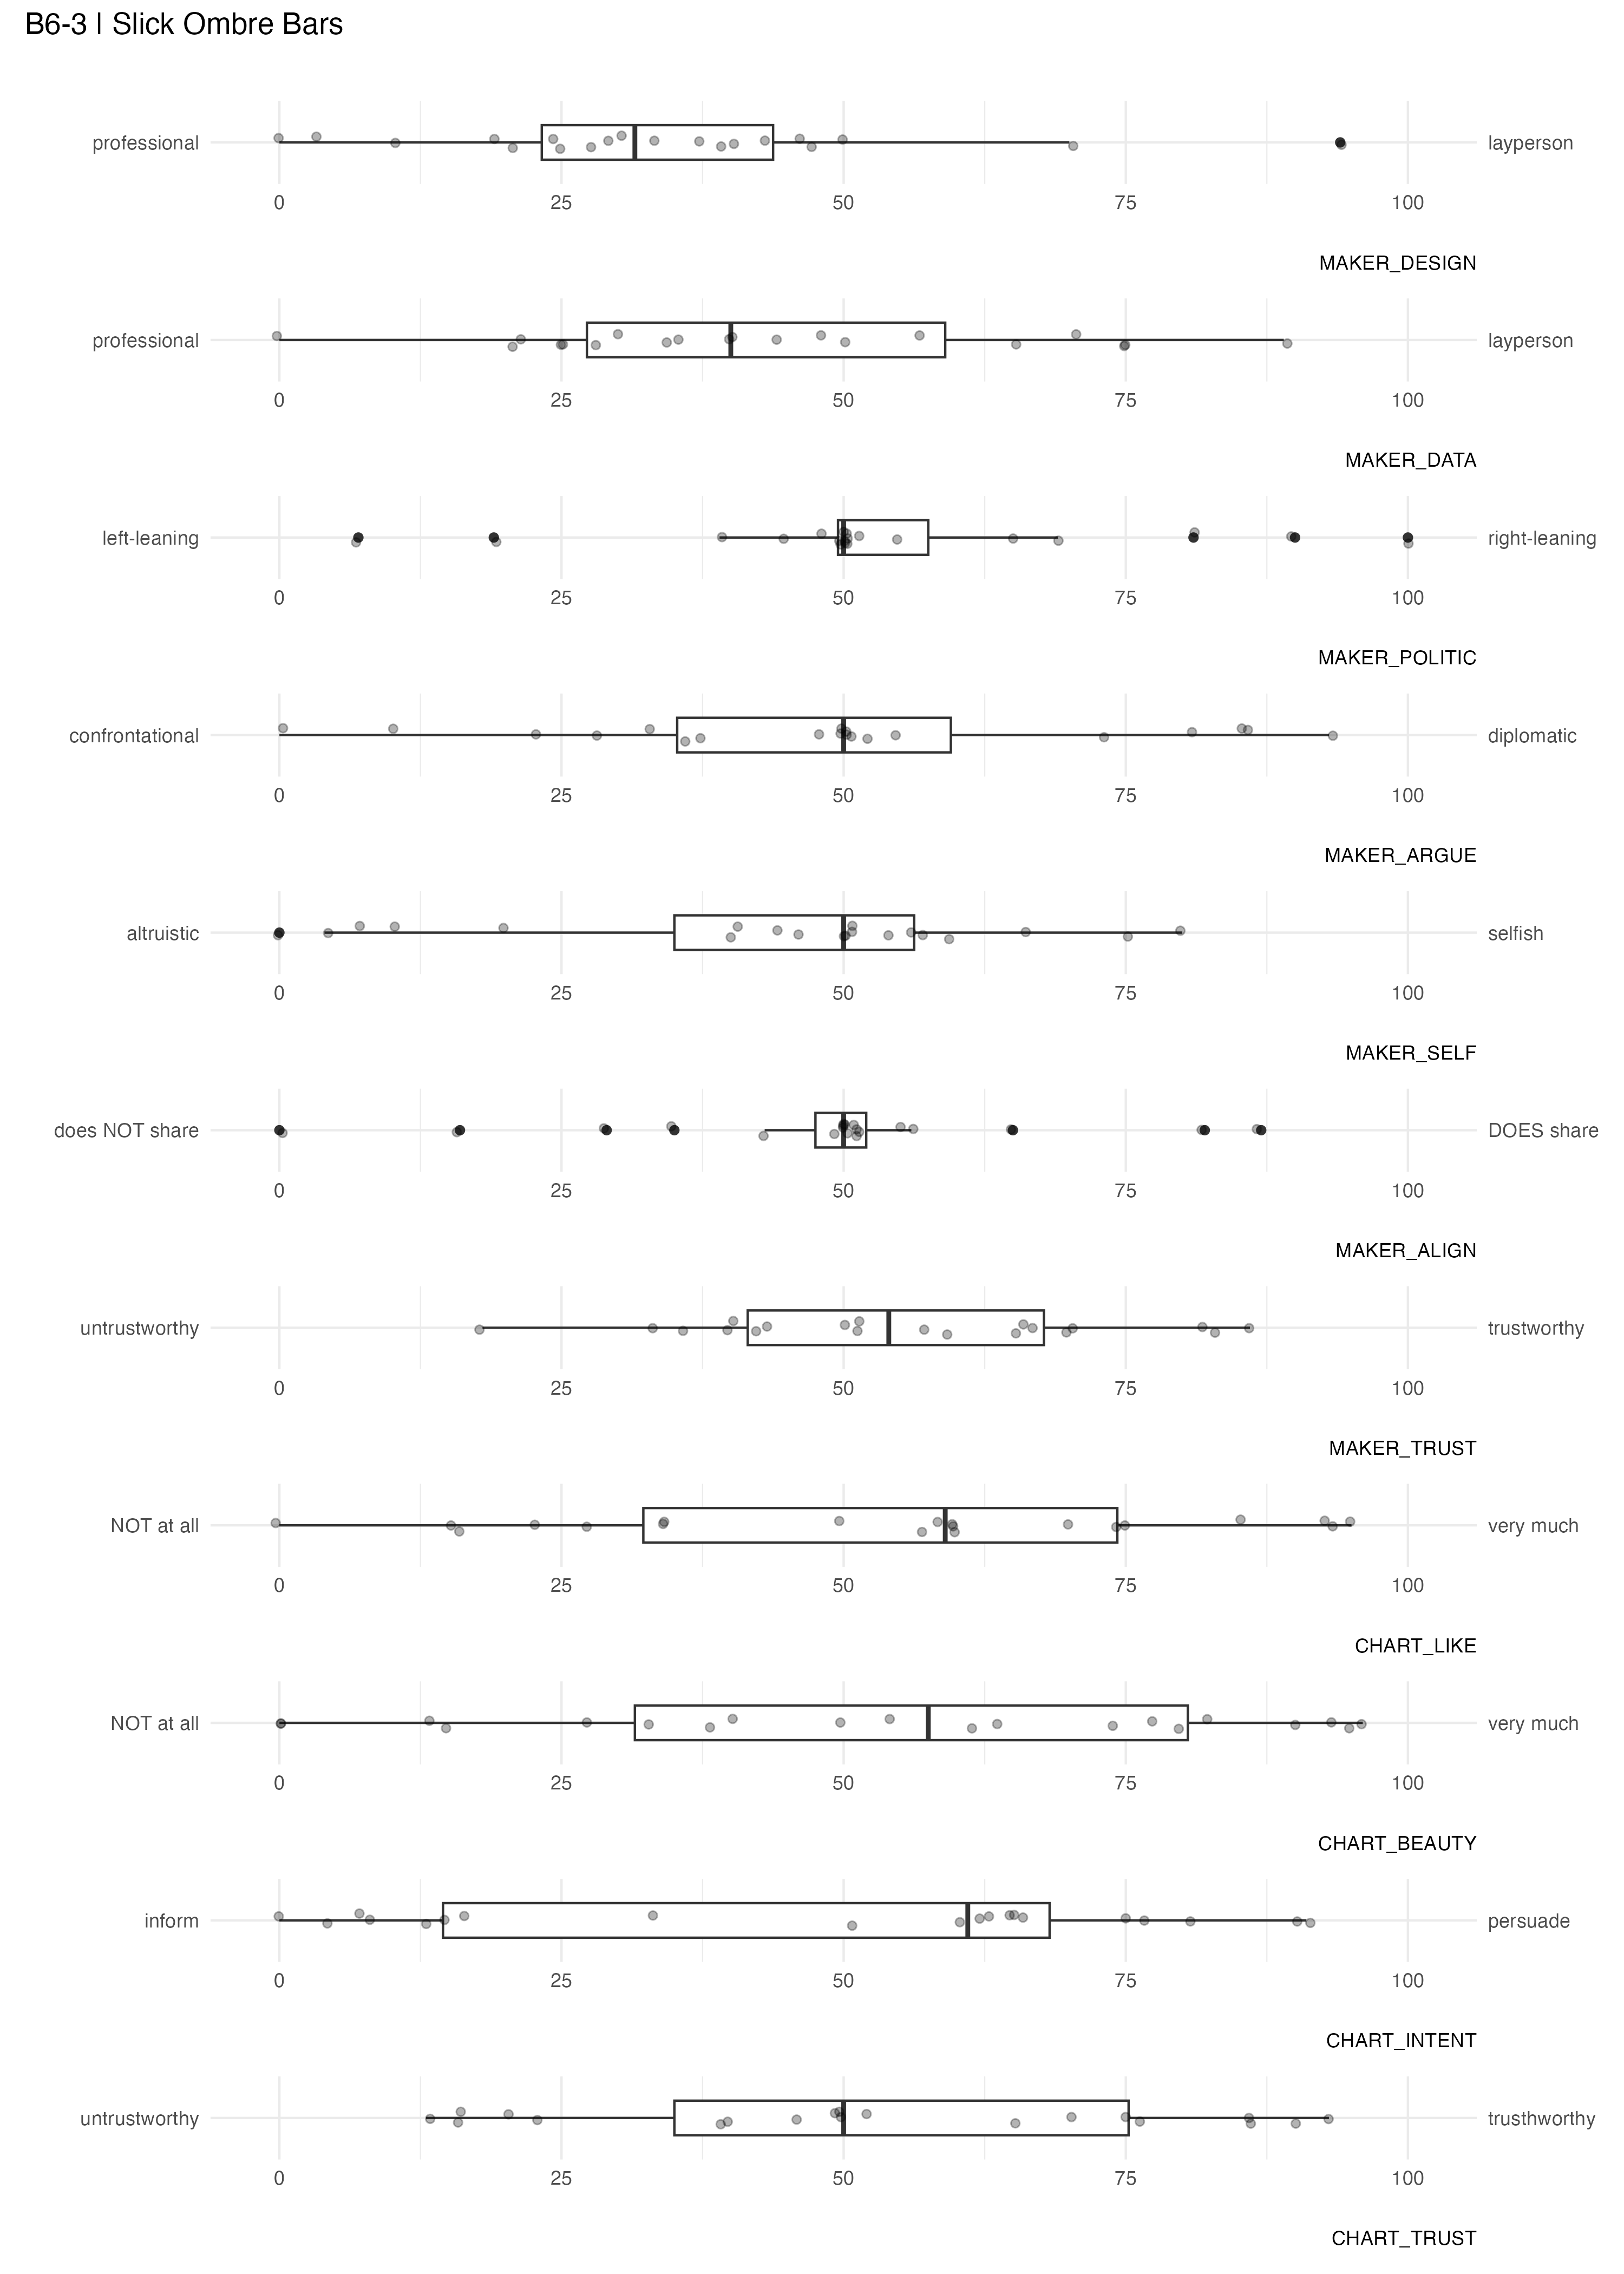 B6-3 | Slick Ombre Bars
professional layperson
0 25 50 75 100
MAKER_DESIGN
professional layperson
0 25 50 75 100
MAKER_DATA
left-leaning right-leaning
0 25 50 75 100
MAKER_POLITIC
confrontational diplomatic
0 25 50 75 100
MAKER_ARGUE
altruistic selfish
0 25 50 75 100
MAKER_SELF
does NOT share DOES share
0 25 50 75 100
MAKER_ALIGN
untrustworthy trustworthy
0 25 50 75 100
MAKER_TRUST
NOT at all very much
0 25 50 75 100
CHART_LIKE
NOT at all very much
0 25 50 75 100
CHART_BEAUTY
inform persuade
0 25 50 75 100
CHART_INTENT
untrustworthy trusthworthy
0 25 50 75 100
CHART_TRUST